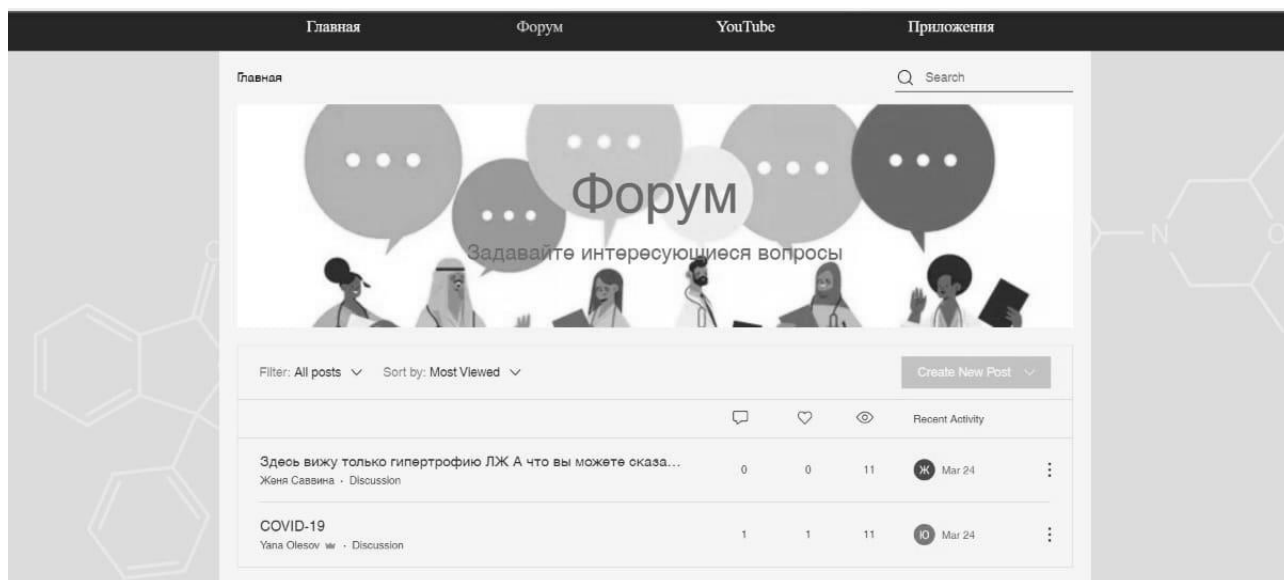 Главная Форум YouTube Приложения
Главная Search
Форум
Задавайте интересующиеся вопросы
Filter: All posts Sort by: Most Viewed Create New Post
Recent Activity
Здесь вижу только гипертрофию ЛЖ А что вы можете сказа...
0 0 11 Ж Mar 24
Женя Саввина · Discussion
COVID-19
1 1 11 Ю Mar 24
Yana Olesov · Discussion
N
O
O